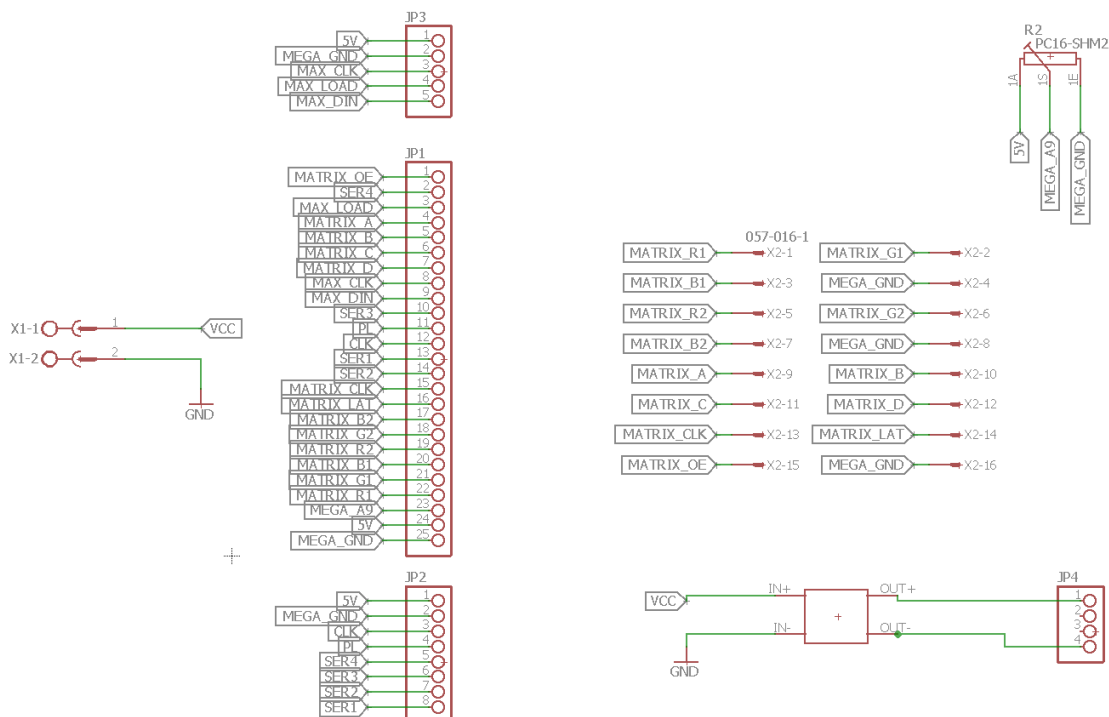 JP3
5V 1
MEGA_GND 2
MAX_CLK 3
MAX_LOAD 4
MAX_DIN 5
R2
PC16-SHM2
1A 1S 1E
5V MEGA_A9 MEGA_GND
JP1
MATRIX_OE 1
SER4 2
MAX_LOAD 3
MATRIX_A 4
MATRIX_B 5
MATRIX_C 6
MATRIX_D 7
MAX_CLK 8
MAX_DIN 9
SER3 10
PL 11
CLK 12
SER1 13
SER2 14
MATRIX_CLK 15
MATRIX_LAT 16
MATRIX_B2 17
MATRIX_G2 18
MATRIX_R2 19
MATRIX_B1 20
MATRIX_G1 21
MATRIX_R1 22
MEGA_A9 23
5V 24
MEGA_GND 25
X1-1 1 VCC
X1-2 2
GND
057-016-1
MATRIX_R1 X2-1 MATRIX_G1 X2-2
MATRIX_B1 X2-3 MEGA_GND X2-4
MATRIX_R2 X2-5 MATRIX_G2 X2-6
MATRIX_B2 X2-7 MEGA_GND X2-8
MATRIX_A X2-9 MATRIX_B X2-10
MATRIX_C X2-11 MATRIX_D X2-12
MATRIX_CLK X2-13 MATRIX_LAT X2-14
MATRIX_OE X2-15 MEGA_GND X2-16
JP2
5V 1
MEGA_GND 2
CLK 3
PL 4
SER4 5
SER3 6
SER2 7
SER1 8
JP4
VCC IN+ OUT+ 1
2
3
IN- OUT- 4
GND